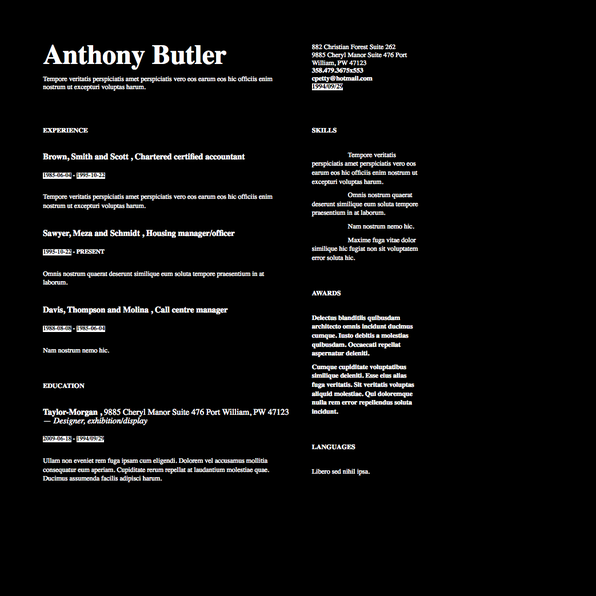 Anthony Butler
Tempore veritatis perspiciatis amet perspiciatis vero eos earum eos hic officiis enim
nostrum ut excepturi voluptas harum.
882 Christian Forest Suite 262
9885 Cheryl Manor Suite 476 Port
William, PW 47123
358.479.3675x553
cpetty@hotmail.com
1994/09/29
EXPERIENCE
Brown, Smith and Scott , Chartered certified accountant
1985-06-04 - 1995-10-22
Tempore veritatis perspiciatis amet perspiciatis vero eos earum eos hic officiis enim
nostrum ut excepturi voluptas harum.
Sawyer, Meza and Schmidt , Housing manager/officer
1995-10-22 - PRESENT
Omnis nostrum quaerat deserunt similique eum soluta tempore praesentium in at
laborum.
Davis, Thompson and Molina , Call centre manager
1988-08-08 - 1985-06-04
Nam nostrum nemo hic.
EDUCATION
Taylor-Morgan , 9885 Cheryl Manor Suite 476 Port William, PW 47123
— Designer, exhibition/display
2009-06-18 - 1994/09/29
Ullam non eveniet rem fuga ipsam cum eligendi. Dolorem vel accusamus mollitia
consequatur eum aperiam. Cupiditate rerum repellat at laudantium molestiae quae.
Ducimus assumenda facilis adipisci harum.
SKILLS
Tempore veritatis
perspiciatis amet perspiciatis vero eos
earum eos hic officiis enim nostrum ut
excepturi voluptas harum.
Omnis nostrum quaerat
deserunt similique eum soluta tempore
praesentium in at laborum.
Nam nostrum nemo hic.
Maxime fuga vitae dolor
similique hic fugiat non sit voluptatem
error soluta hic.
AWARDS
Delectus blanditiis quibusdam
architecto omnis incidunt ducimus
cumque. Iusto debitis a molestias
quibusdam. Occaecati repellat
aspernatur deleniti.
Cumque cupiditate voluptatibus
similique deleniti. Esse eius alias
fuga veritatis. Sit veritatis voluptas
aliquid molestiae. Qui doloremque
nulla rem error repellendus soluta
incidunt.
LANGUAGES
Libero sed nihil ipsa.